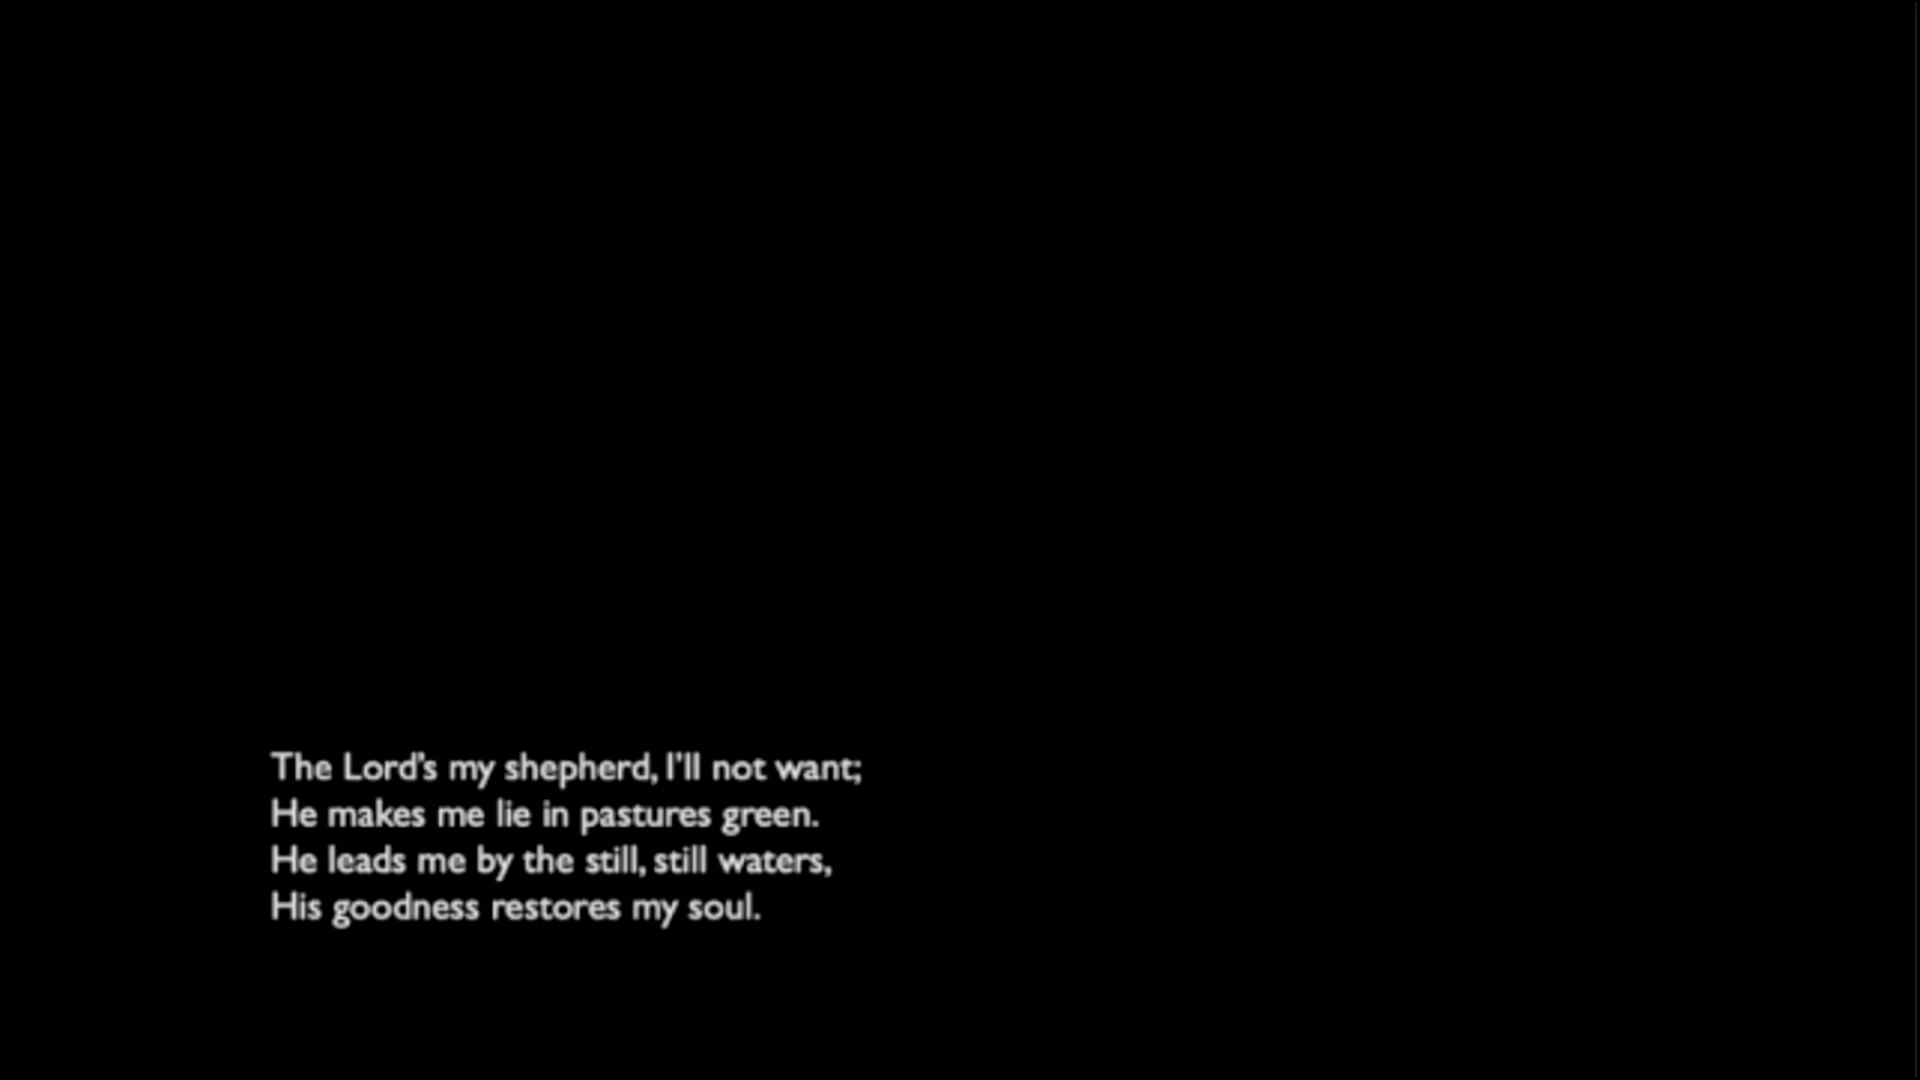 The Lord's my shepherd, I'll not want;
He makes me lie in pastures green.
He leads me by the still, still waters,
His goodness restores my soul.